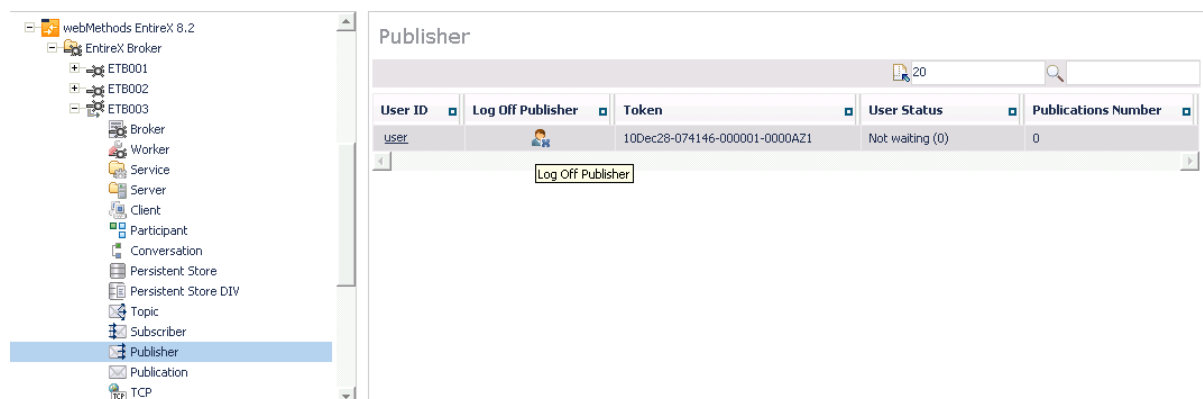 webMethods EntireX 8.2
EntireX Broker
ETB001
ETB002
ETB003
Broker
Worker
Service
Server
Client
Participant
Conversation
Persistent Store
Persistent Store DIV
Topic
Subscriber
Publisher
Publication
TCP
Publisher
20
User ID Log Off Publisher Token User Status Publications Number
user 10Dec28-074146-000001-0000AZ1 Not waiting (0) 0
Log Off Publisher